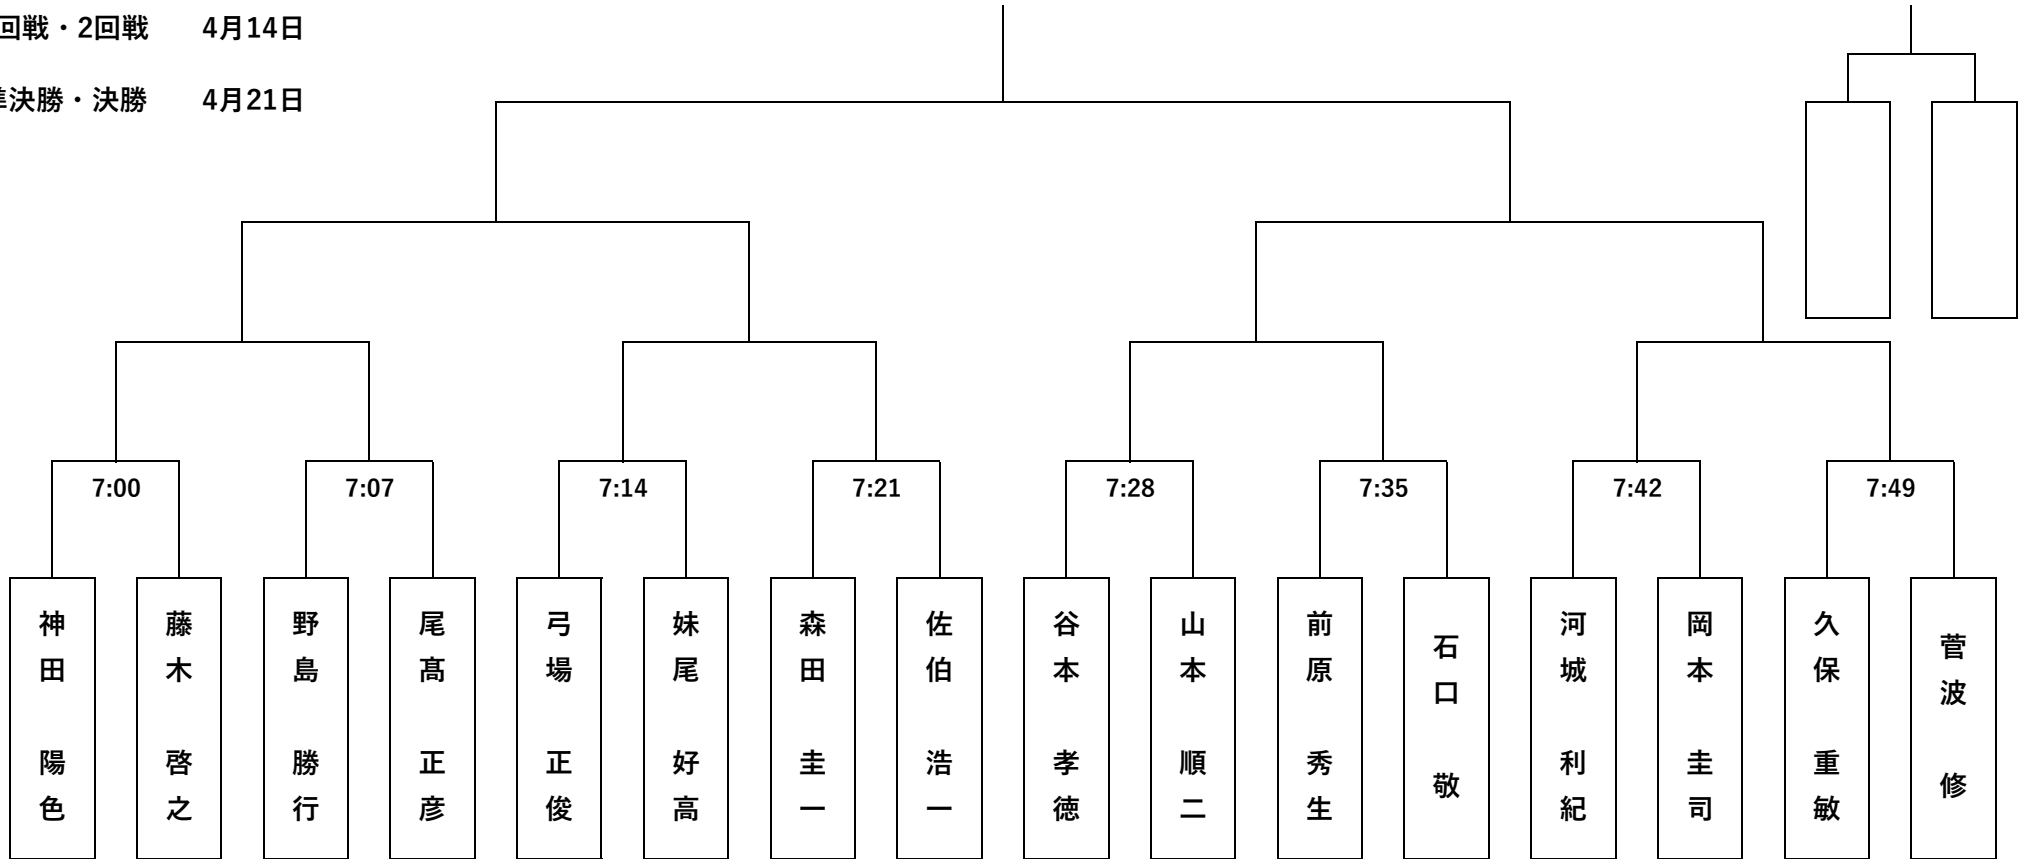 回戦・2回戦 4月14日
決勝・決勝 4月21日
7:00 7:07 7:14 7:21 7:28 7:35 7:42 7:49
神田 陽色
藤木 啓之
野島 勝行
尾髙 正彦
弓場 正俊
妹尾 好高
森田 圭一
佐伯 浩一
谷本 孝徳
山本 順二
前原 秀生
石口 敬
河城 利紀
岡本 圭司
久保 重敏
菅波 修